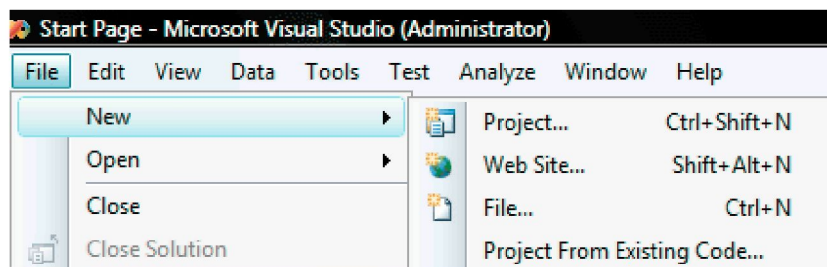 Start Page - Microsoft Visual Studio (Administrator)
File Edit View Data Tools Test Analyze Window Help
New
Open
Close
Close Solution
Project... Ctrl+Shift+N
Web Site... Shift+Alt+N
File... Ctrl+N
Project From Existing Code...